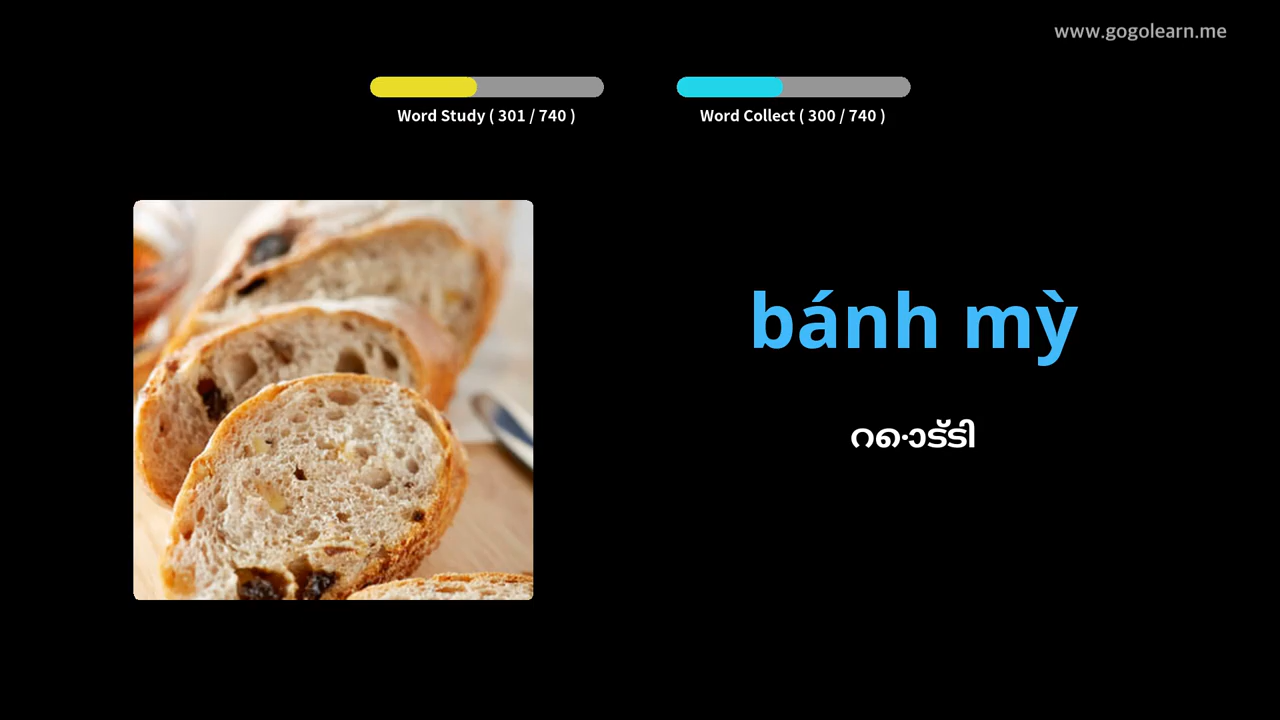 www.gogolearn.me
Word Study ( 301 / 740 )
Word Collect ( 300 / 740 )
bánh mỳ
റൊട്ടി